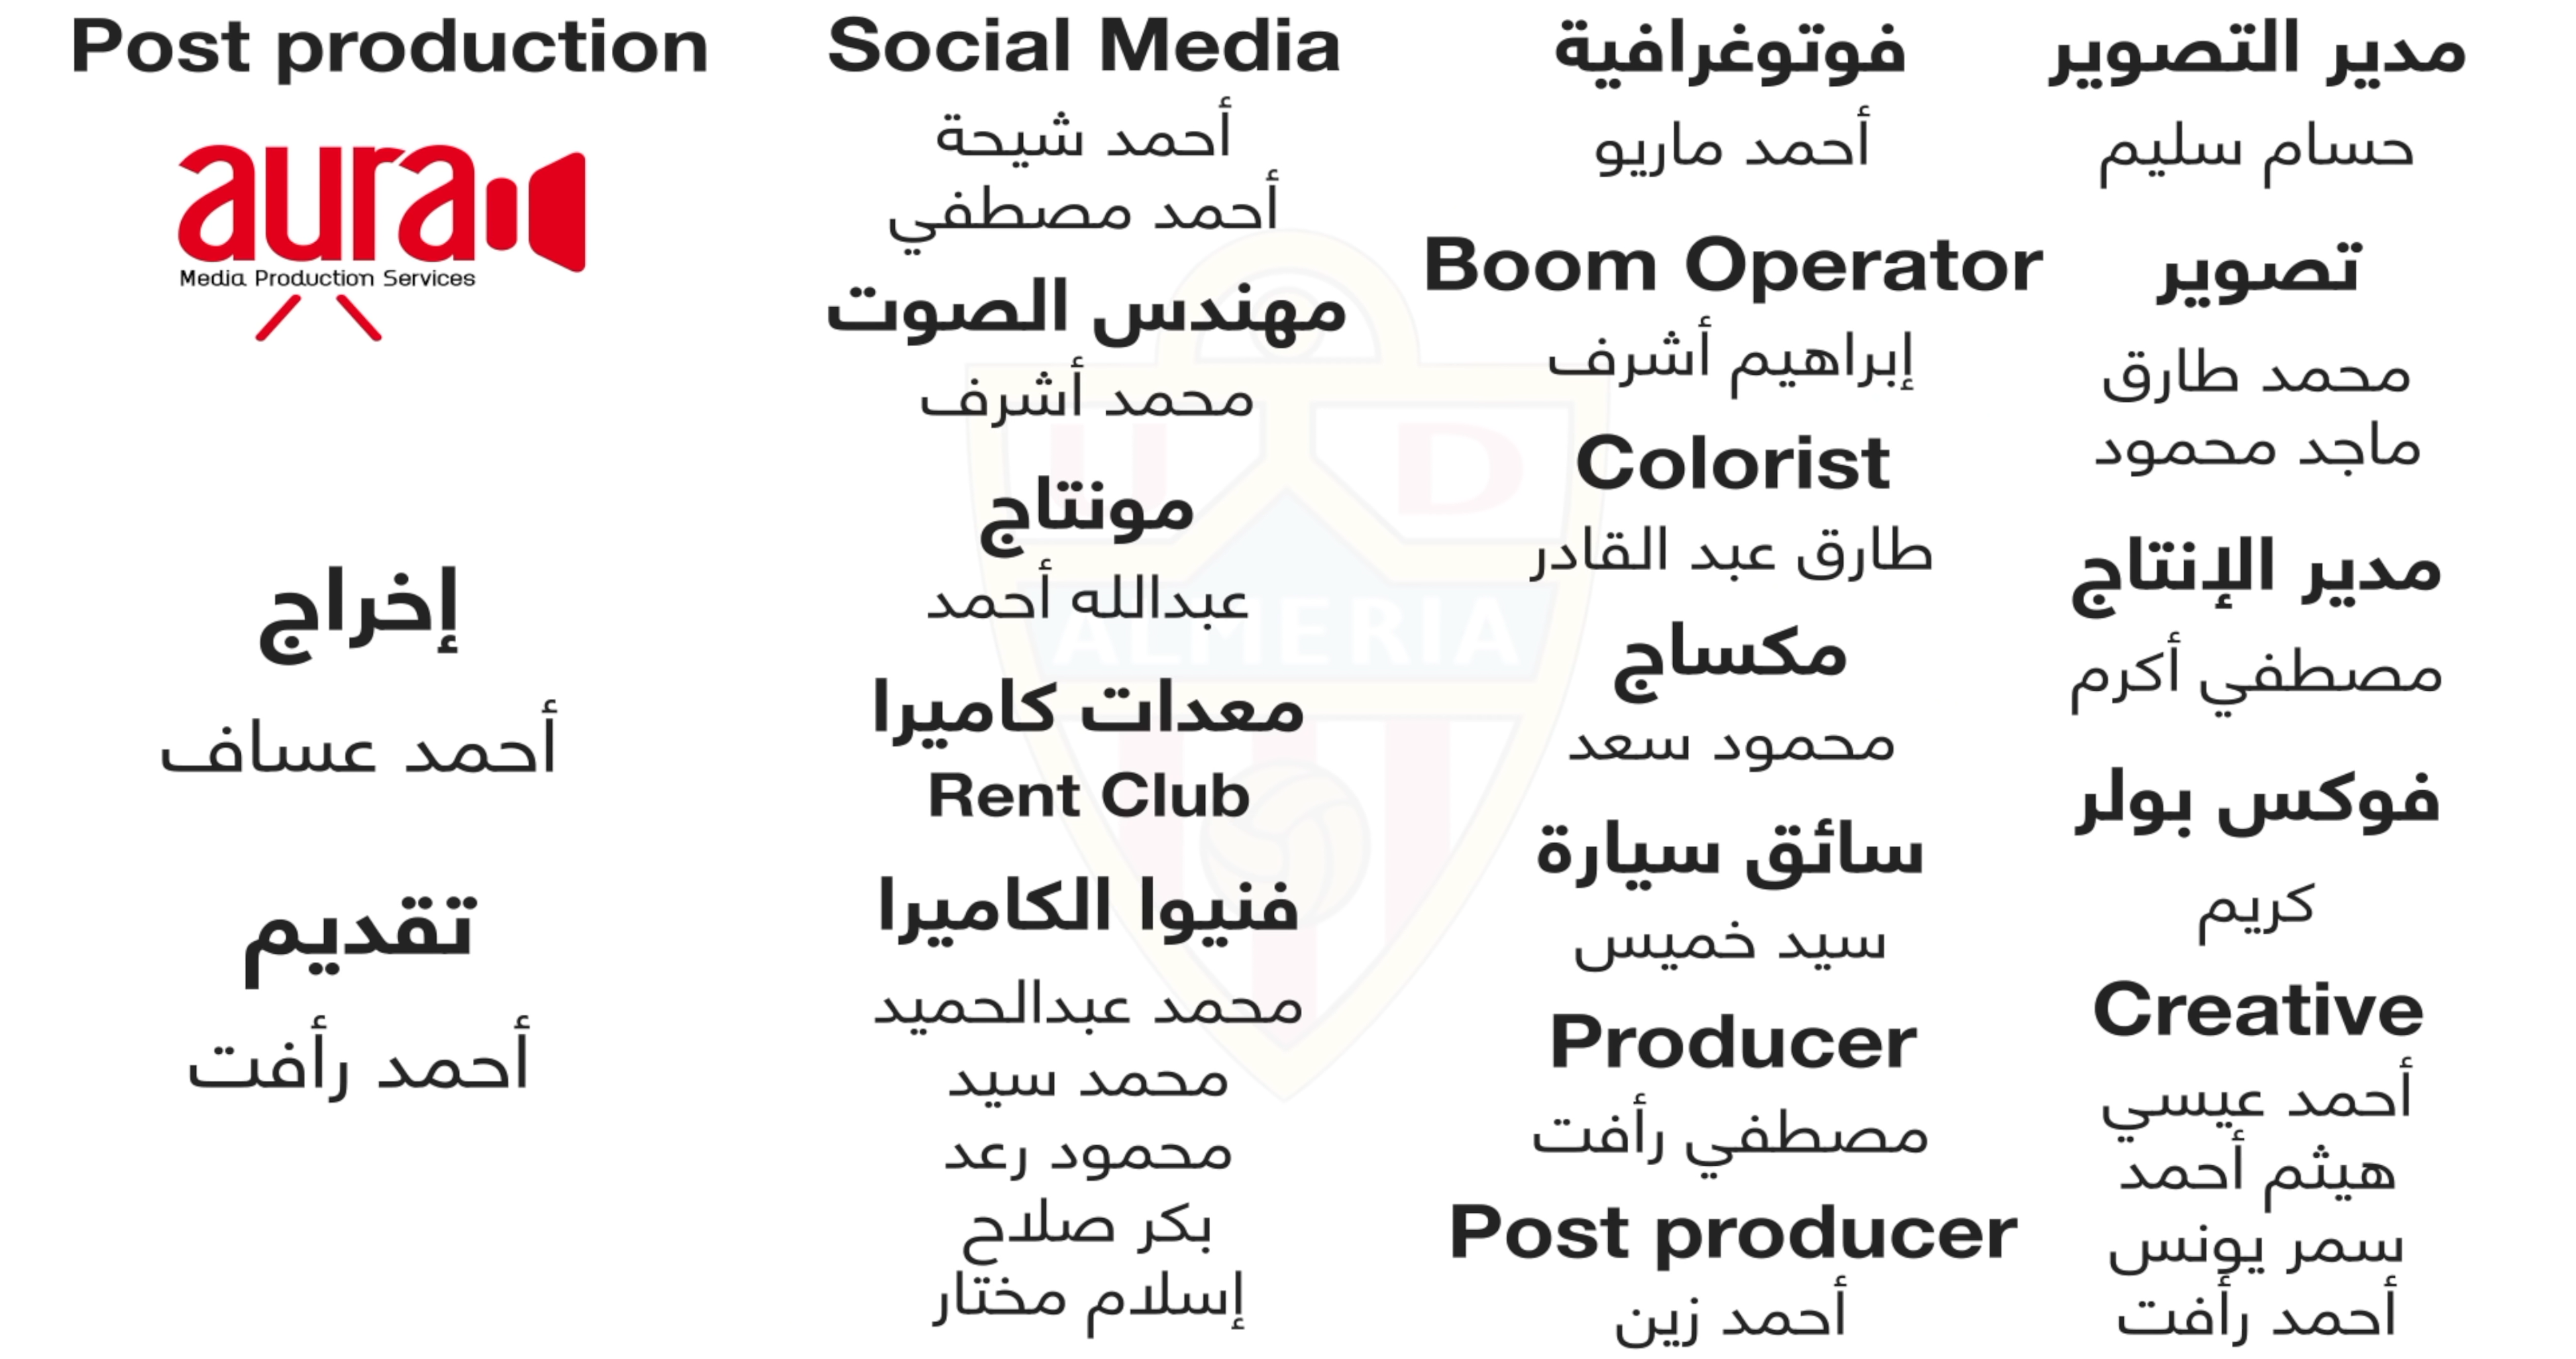 مدير التصوير
حسام سليم
تصوير
محمد طارق
ماجد محمود
مدير الإنتاج
مصطفي أكرم
فوكس بولر
كريم
Creative
أحمد عيسي
هيثم أحمد
سمر يونس
أحمد رأفت
فوتوغرافية
أحمد ماريو
Boom Operator
إبراهيم أشرف
Colorist
طارق عبد القادر
مكساج
محمود سعد
سائق سيارة
سيد خميس
Producer
مصطفي رأفت
Post producer
أحمد زين
Social Media
أحمد شيحة
أحمد مصطفي
مهندس الصوت
محمد أشرف
مونتاج
عبدالله أحمد
معدات كاميرا
Rent Club
فنيوا الكاميرا
محمد عبدالحميد
محمد سيد
محمود رعد
بكر صلاح
إسلام مختار
Post production
aura
Media Production Services
إخراج
أحمد عساف
تقديم
أحمد رأفت
U D
ALMERIA